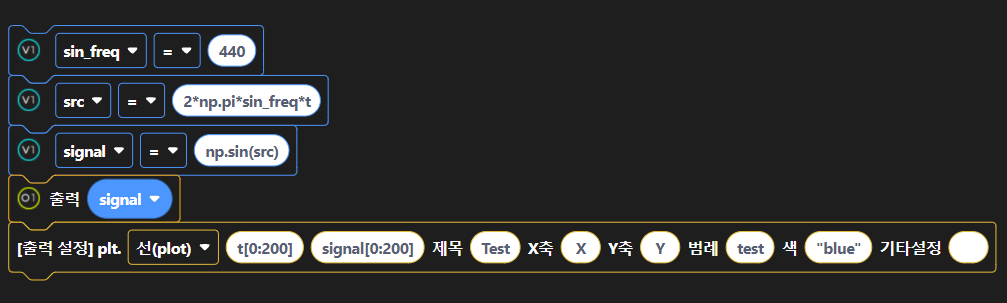 V1 sin_freq = 440
V1 src = 2*np.pi*sin_freq*t
V1 signal = np.sin(src)
O1 출력 signal
[출력 설정] plt. 선(plot) t[0:200] signal[0:200] 제목 Test X축 X Y축 Y 범례 test 색 "blue" 기타설정